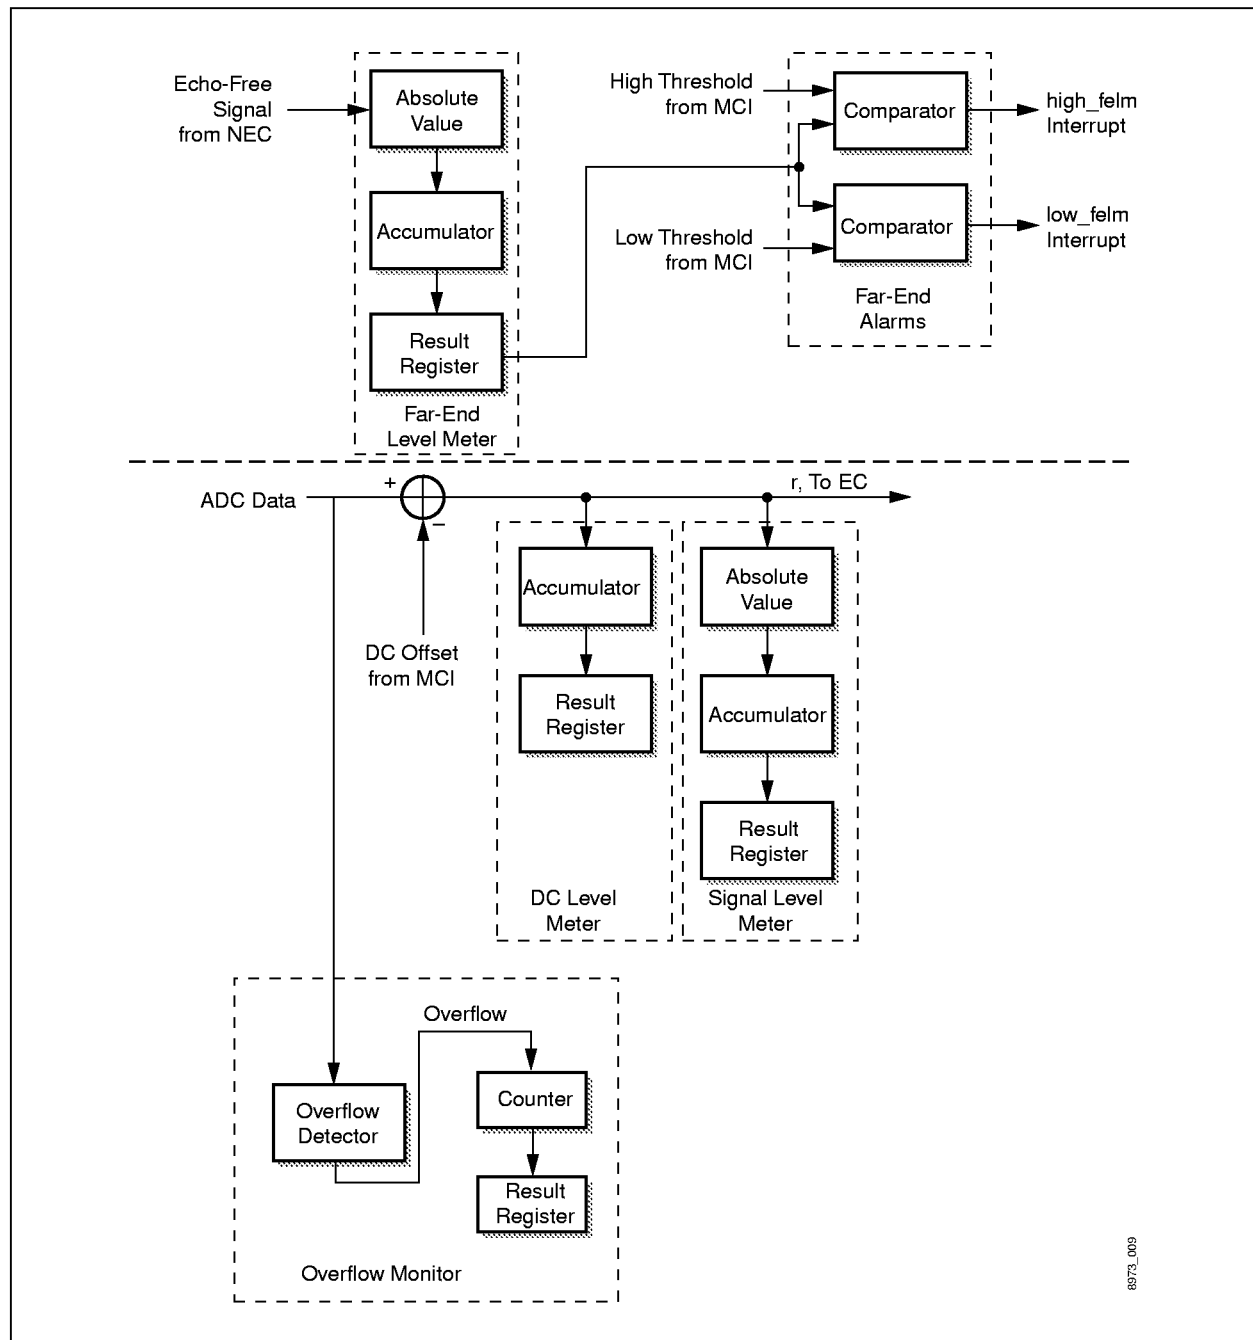 Echo-Free
Signal
from NEC
Absolute
Value
Accumulator
Result
Register
Far-End
Level Meter
High Threshold
from MCI
Comparator
high_felm
Interrupt
Low Threshold
from MCI
Comparator
low_felm
Interrupt
Far-End
Alarms
ADC Data
+
–
DC Offset
from MCI
r, To EC
Accumulator
Result
Register
DC Level
Meter
Absolute
Value
Accumulator
Result
Register
Signal Level
Meter
Overflow
Overflow
Detector
Counter
Result
Register
Overflow Monitor
8973_009